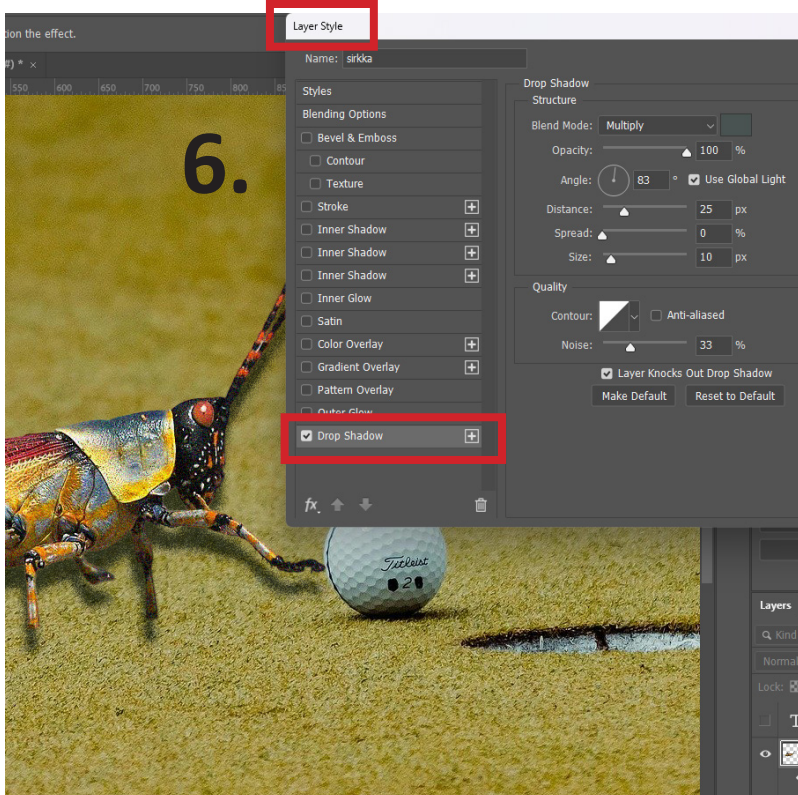 Layer Style
tion the effect.
Name: sirkka
#) * ×
550 600 650 700 750 800 85
6.
Styles
Blending Options
Bevel & Emboss
Contour
Texture
Stroke
Inner Shadow
Inner Shadow
Inner Shadow
Inner Glow
Satin
Color Overlay
Gradient Overlay
Pattern Overlay
Outer Glow
Drop Shadow
fx
Drop Shadow
Structure
Blend Mode: Multiply
Opacity: 100 %
Angle: 83 ° Use Global Light
Distance: 25 px
Spread: 0 %
Size: 10 px
Quality
Contour: Anti-aliased
Noise: 33 %
Layer Knocks Out Drop Shadow
Make Default Reset to Default
Titleist
2
Layers
Kind
Normal
Lock:
T